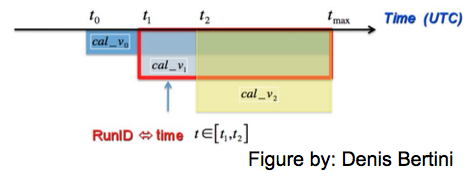 t₀ t₁ t₂ tₘₐₓ Time (UTC)
cal_v₀
cal_v₁
cal_v₂
RunID ⇔ time t∈[t₁,t₂]
Figure by: Denis Bertini